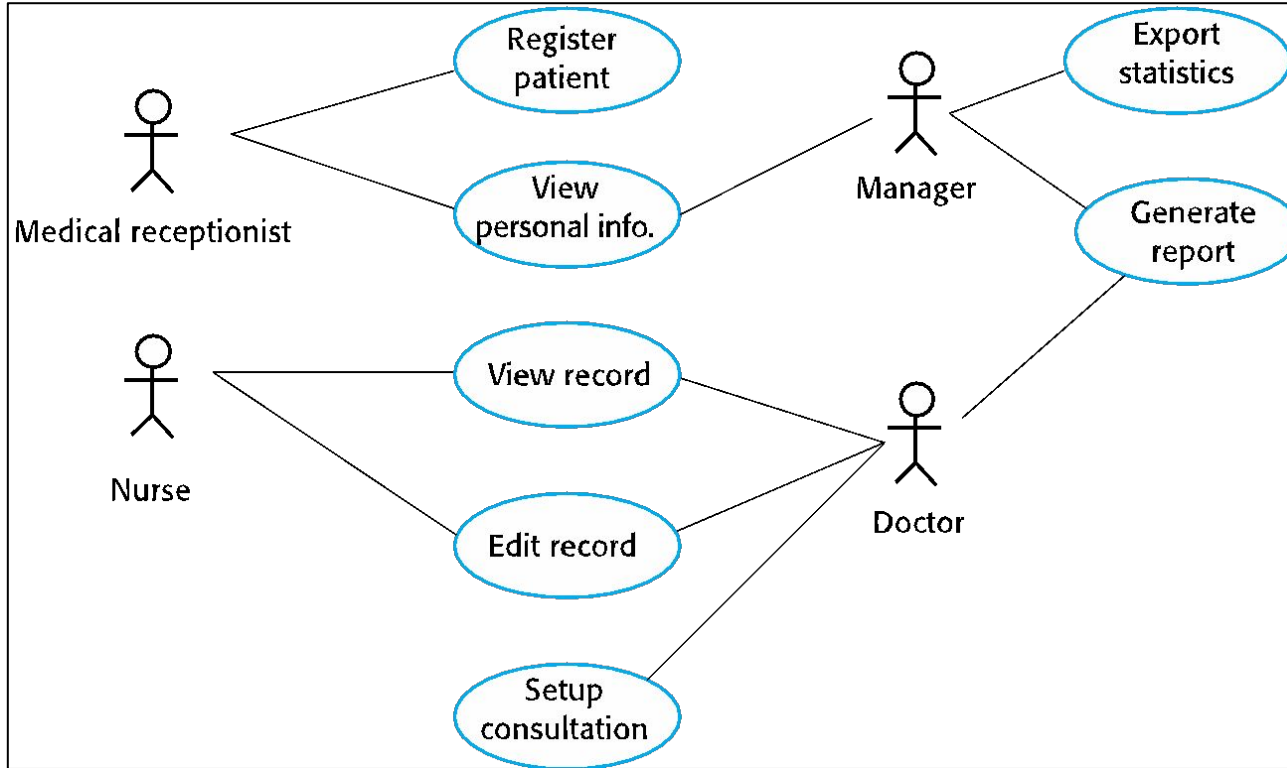 Register
patient
Export
statistics
Medical receptionist
View
personal info.
Manager
Generate
report
View record
Nurse
Edit record
Doctor
Setup
consultation